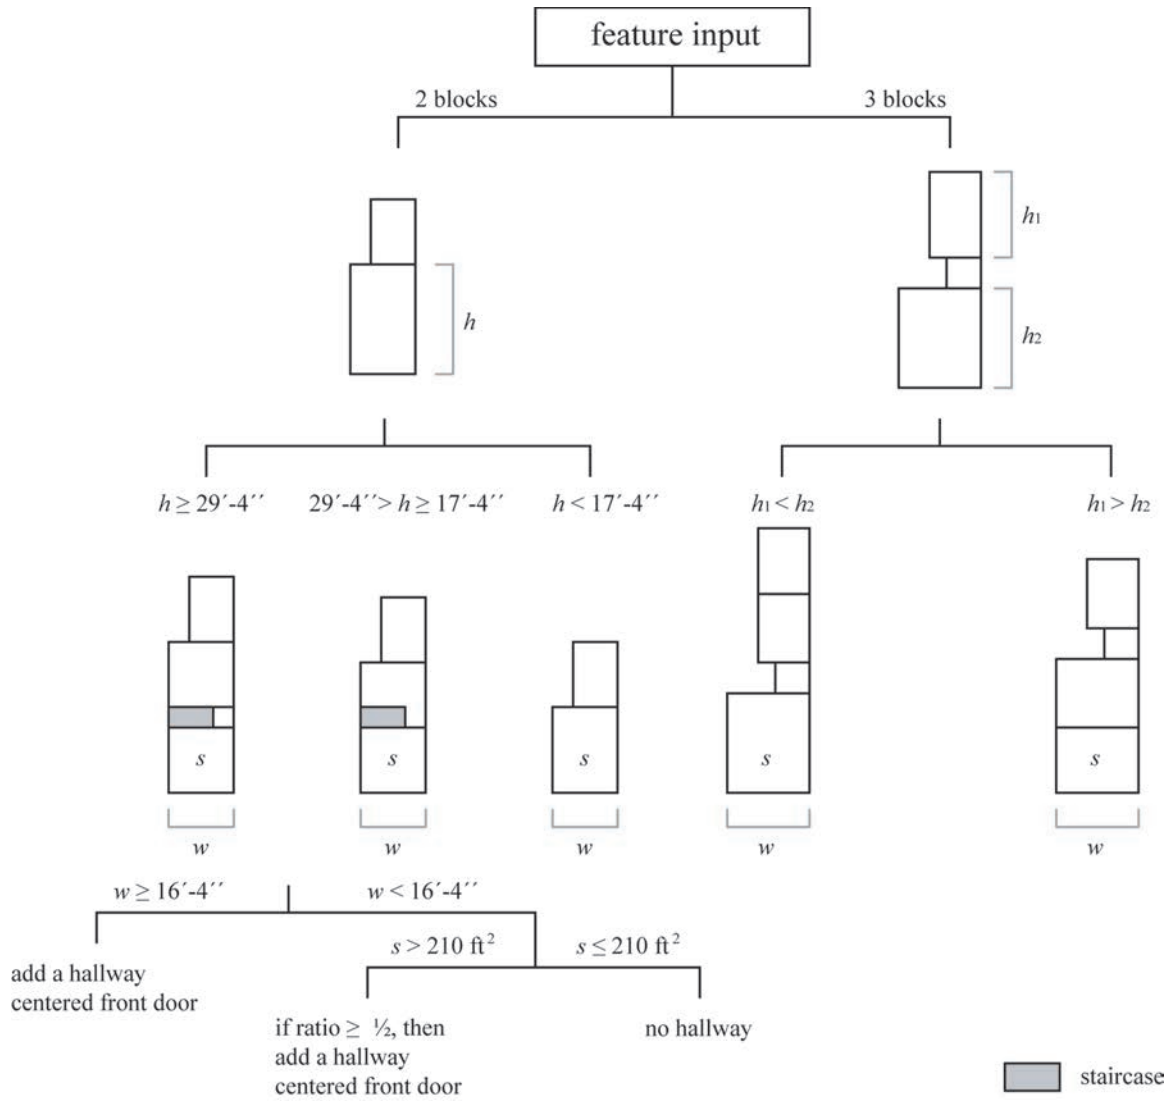 feature input
2 blocks
3 blocks
h1
h
h2
h ≥ 29´-4´´
29´-4´´> h ≥ 17´-4´´
h < 17´-4´´
h1 < h2
h1 > h2
s
s
s
s
s
w
w
w
w
w
w ≥ 16´-4´´
w < 16´-4´´
s > 210 ft²
s ≤ 210 ft²
add a hallway
centered front door
if ratio ≥ ½, then
add a hallway
centered front door
no hallway
staircase